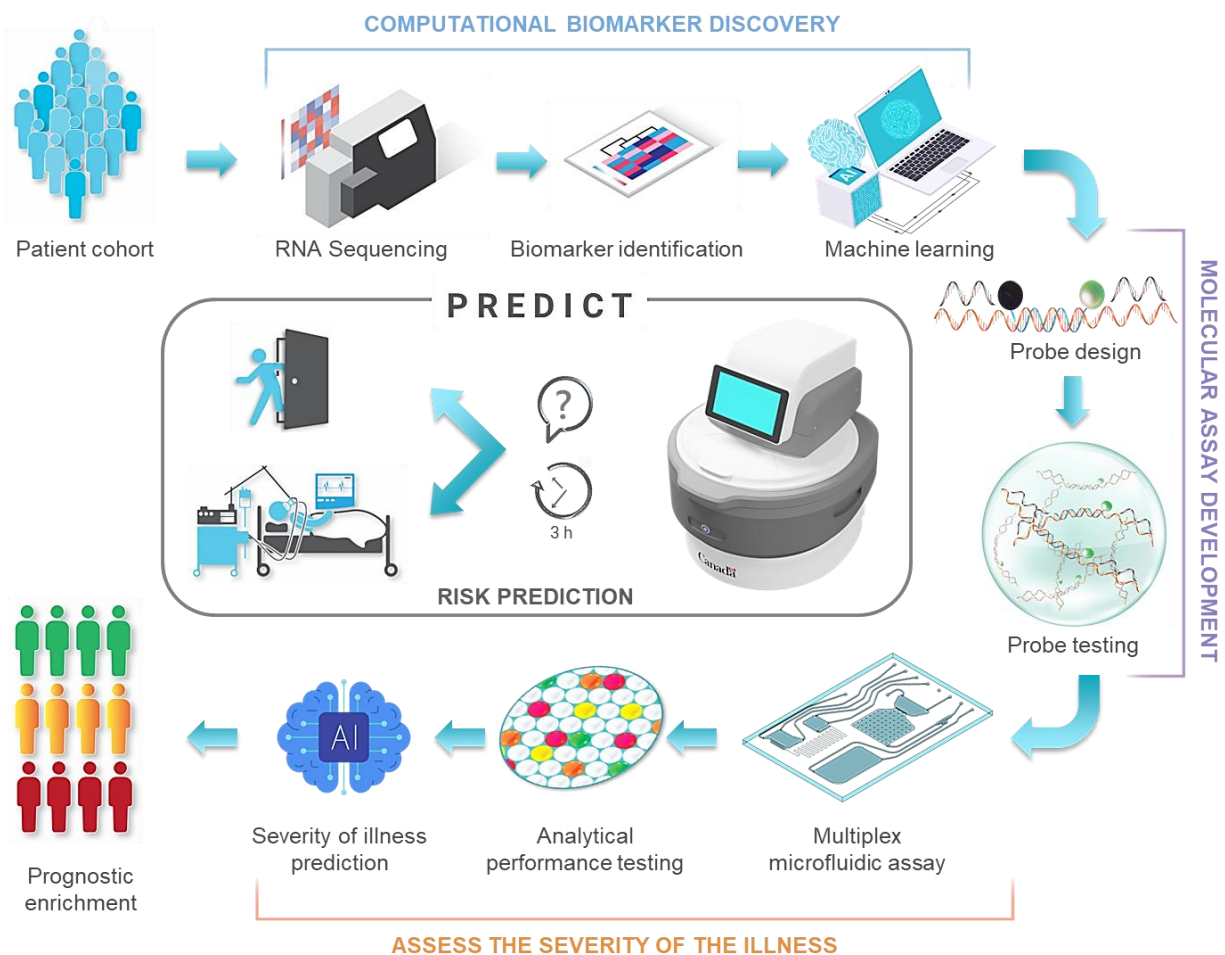 COMPUTATIONAL BIOMARKER DISCOVERY
Patient cohort
RNA Sequencing
Biomarker identification
AI
Machine learning
MOLECULAR ASSAY DEVELOPMENT
Probe design
Probe testing
PREDICT
?
3 h
Canada
RISK PREDICTION
Multiplex
microfluidic assay
Analytical
performance testing
AI
Severity of illness
prediction
Prognostic
enrichment
ASSESS THE SEVERITY OF THE ILLNESS